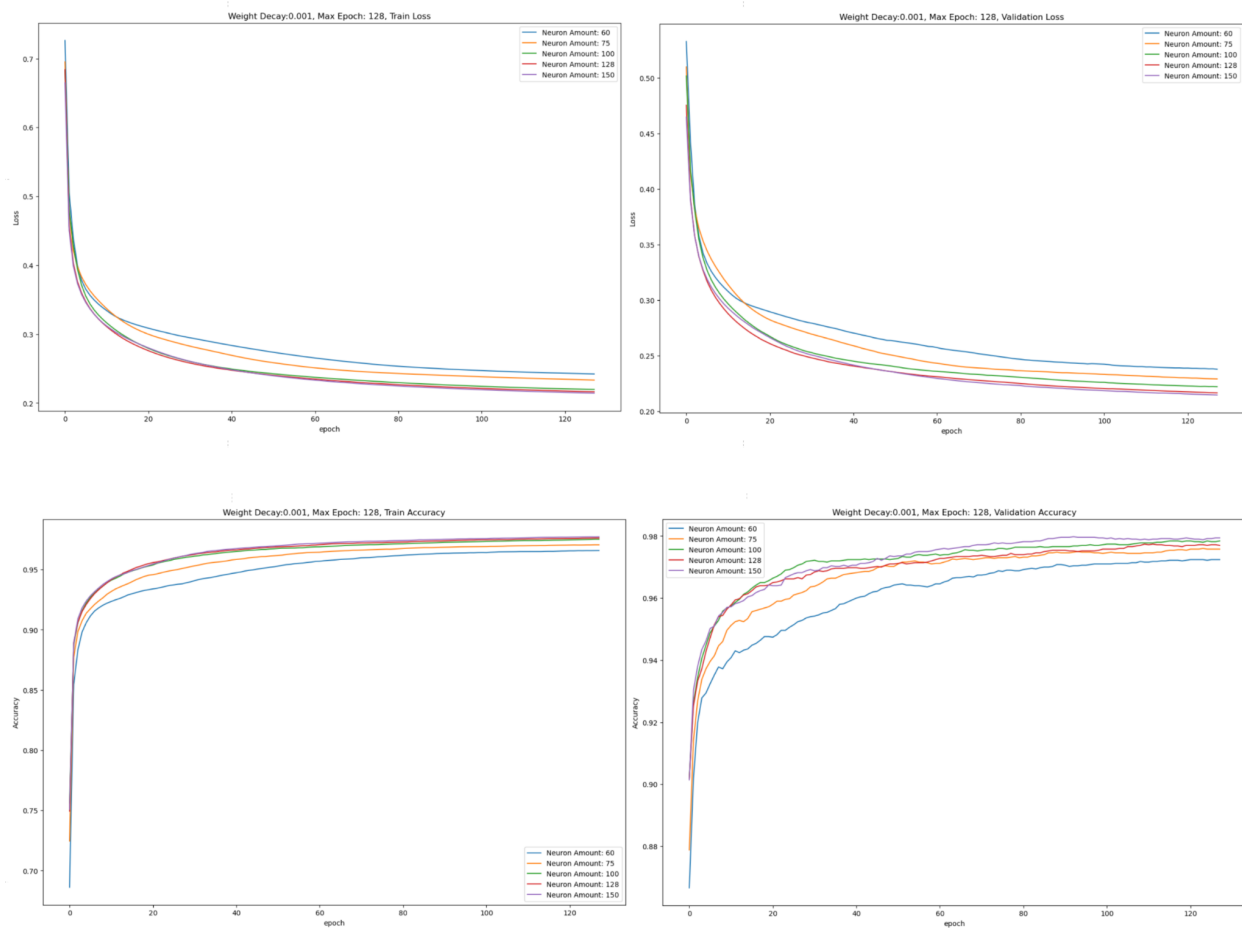 Weight Decay:0.001, Max Epoch: 128, Train Loss
Neuron Amount: 60
Neuron Amount: 75
Neuron Amount: 100
Neuron Amount: 128
Neuron Amount: 150
0.7
0.6
0.5
0.4
0.3
0.2
Loss
0
20
40
60
80
100
120
epoch
Weight Decay:0.001, Max Epoch: 128, Validation Loss
Neuron Amount: 60
Neuron Amount: 75
Neuron Amount: 100
Neuron Amount: 128
Neuron Amount: 150
0.50
0.45
0.40
0.35
0.30
0.25
0.20
Loss
0
20
40
60
80
100
120
epoch
Weight Decay:0.001, Max Epoch: 128, Train Accuracy
0.95
0.90
0.85
0.80
0.75
0.70
Accuracy
Neuron Amount: 60
Neuron Amount: 75
Neuron Amount: 100
Neuron Amount: 128
Neuron Amount: 150
0
20
40
60
80
100
120
epoch
Weight Decay:0.001, Max Epoch: 128, Validation Accuracy
Neuron Amount: 60
Neuron Amount: 75
Neuron Amount: 100
Neuron Amount: 128
Neuron Amount: 150
0.98
0.96
0.94
0.92
0.90
0.88
Accuracy
0
20
40
60
80
100
120
epoch